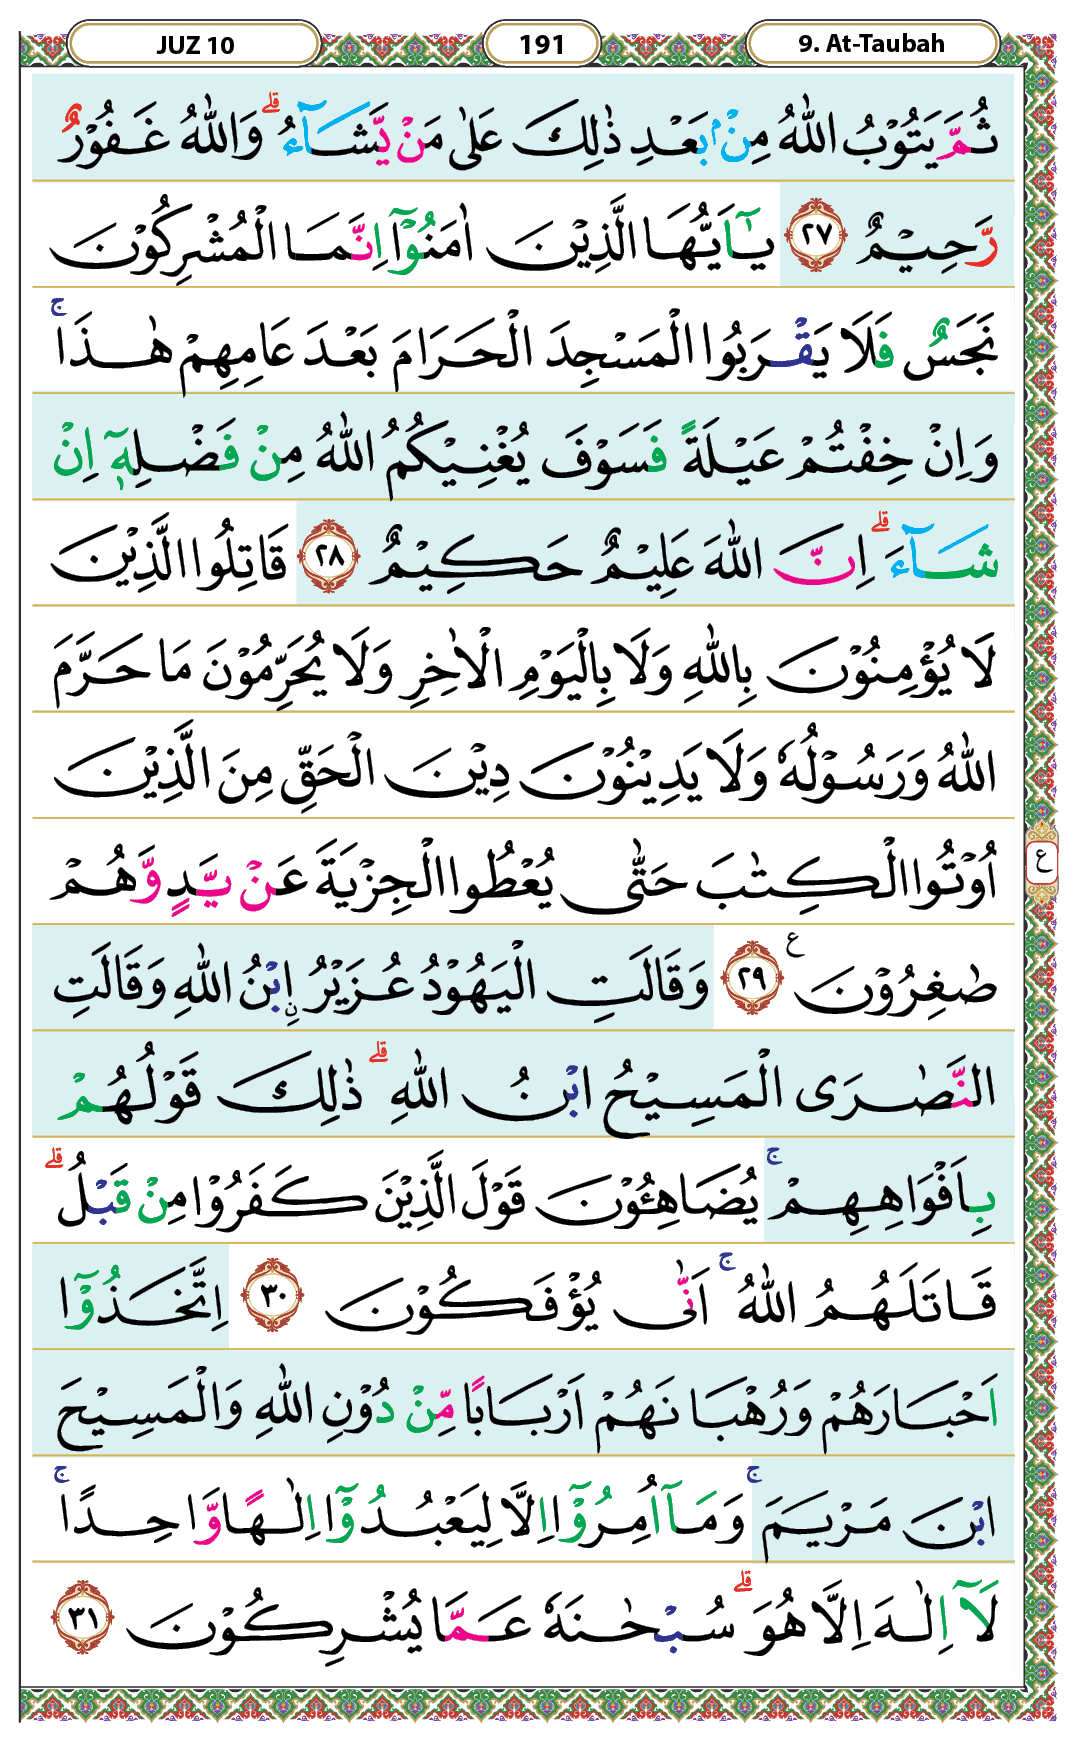 JUZ 10 191 9. At-Taubah
ثُمَّ يَتُوْبُ اللّٰهُ مِنْۢ بَعْدِ ذٰلِكَ عَلٰى مَنْ يَّشَاۤءُ ۗ وَاللّٰهُ غَفُوْرٌ
رَّحِيْمٌ ٢٧ يٰٓاَيُّهَا الَّذِيْنَ اٰمَنُوْٓا اِنَّمَا الْمُشْرِكُوْنَ
نَجَسٌ فَلَا يَقْرَبُوا الْمَسْجِدَ الْحَرَامَ بَعْدَ عَامِهِمْ هٰذَا ۚ
وَاِنْ خِفْتُمْ عَيْلَةً فَسَوْفَ يُغْنِيْكُمُ اللّٰهُ مِنْ فَضْلِهٖٓ اِنْ
شَاۤءَ ۗ اِنَّ اللّٰهَ عَلِيْمٌ حَكِيْمٌ ٢٨ قَاتِلُوا الَّذِيْنَ
لَا يُؤْمِنُوْنَ بِاللّٰهِ وَلَا بِالْيَوْمِ الْاٰخِرِ وَلَا يُحَرِّمُوْنَ مَا حَرَّمَ
اللّٰهُ وَرَسُوْلُهٗ وَلَا يَدِيْنُوْنَ دِيْنَ الْحَقِّ مِنَ الَّذِيْنَ
اُوْتُوا الْكِتٰبَ حَتّٰى يُعْطُوا الْجِزْيَةَ عَنْ يَّدٍ وَّهُمْ
ع
صٰغِرُوْنَ ࣖ ٢٩ وَقَالَتِ الْيَهُوْدُ عُزَيْرُ ࣙابْنُ اللّٰهِ وَقَالَتِ
النَّصٰرَى الْمَسِيْحُ ابْنُ اللّٰهِ ۗ ذٰلِكَ قَوْلُهُمْ
بِاَفْوَاهِهِمْ ۚ يُضَاهِـُٔوْنَ قَوْلَ الَّذِيْنَ كَفَرُوْا مِنْ قَبْلُ ۗ
قَاتَلَهُمُ اللّٰهُ ۚ اَنّٰى يُؤْفَكُوْنَ ٣٠ اِتَّخَذُوْٓا
اَحْبَارَهُمْ وَرُهْبَانَهُمْ اَرْبَابًا مِّنْ دُوْنِ اللّٰهِ وَالْمَسِيْحَ
ابْنَ مَرْيَمَ ۚ وَمَآ اُمِرُوْٓا اِلَّا لِيَعْبُدُوْٓا اِلٰهًا وَّاحِدًا ۚ
لَآ اِلٰهَ اِلَّا هُوَ ۗ سُبْحٰنَهٗ عَمَّا يُشْرِكُوْنَ ٣١